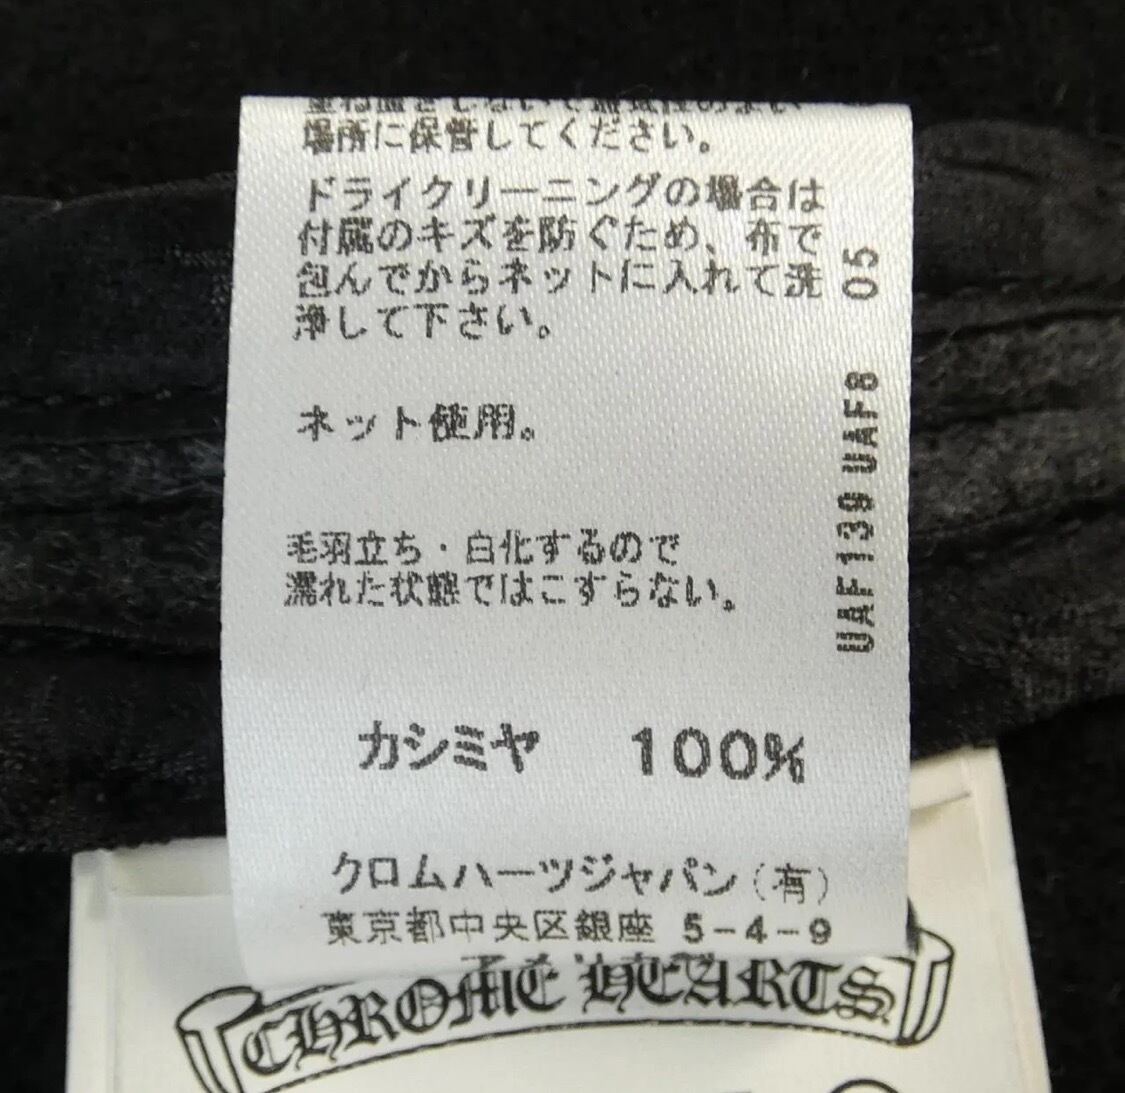 場所に保管してください。
ドライクリーニングの場合は
付属のキズを防ぐため、布で
包んでからネットに入れて洗
浄して下さい。
ネット使用。
毛羽立ち・白化するので
濡れた状態ではこすらない。
カシミヤ 100%
クロムハーツジャパン(有)
東京都中央区銀座 5-4-9
UAF139 UAF8 05
CHROME HEARTS